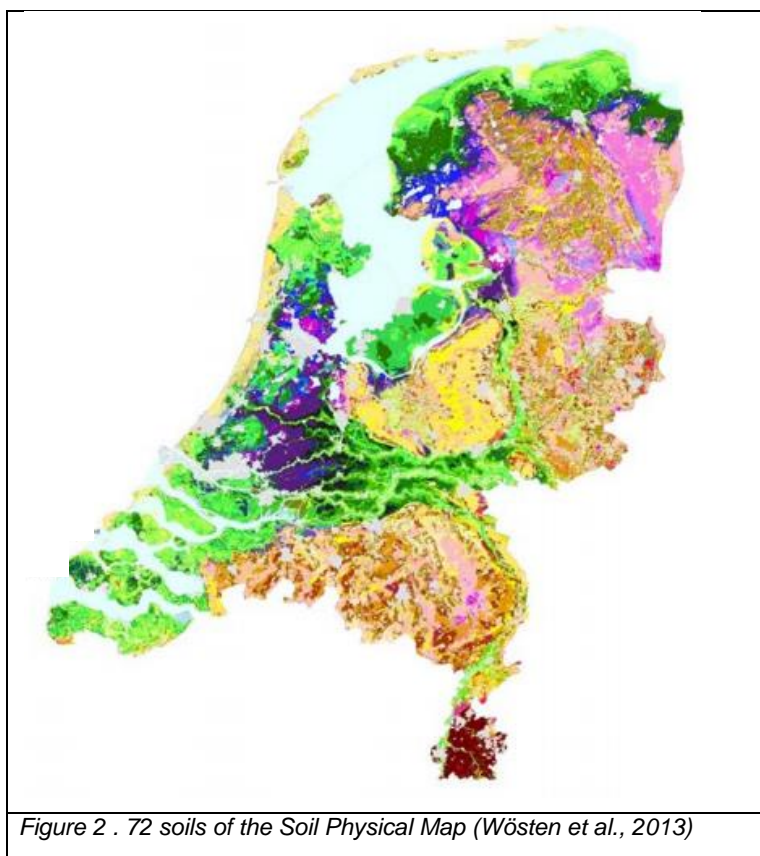 Figure 2 . 72 soils of the Soil Physical Map (Wösten et al., 2013)